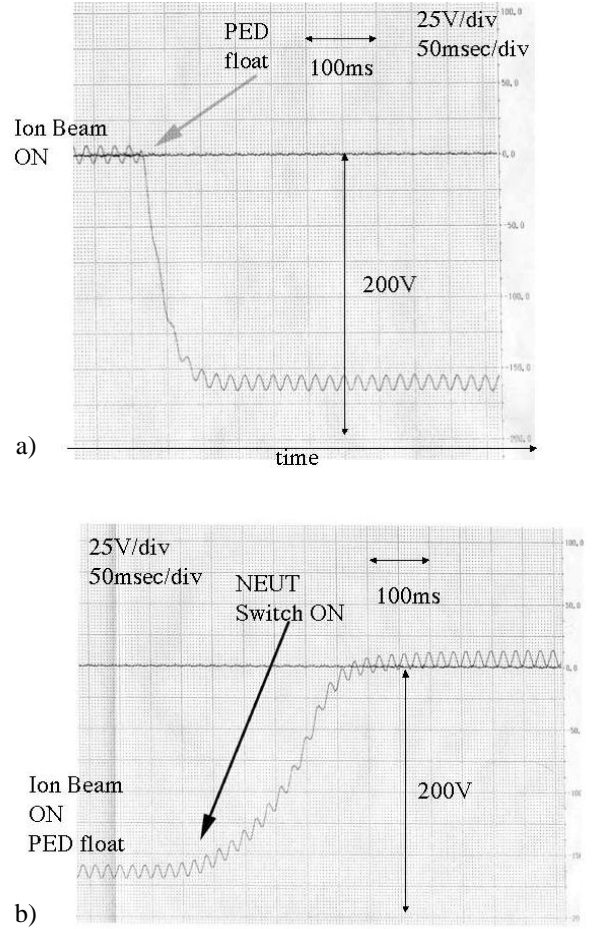 25V/div
50msec/div
100.0
PED
float
100ms
50.0
Ion Beam
ON
0.0
-50.0
200V
-100.0
-150.0
-200.0
a)
time
25V/div
50msec/div
100.0
NEUT
Switch ON
100ms
50.0
0.0
Ion Beam
ON
PED float
200V
b)